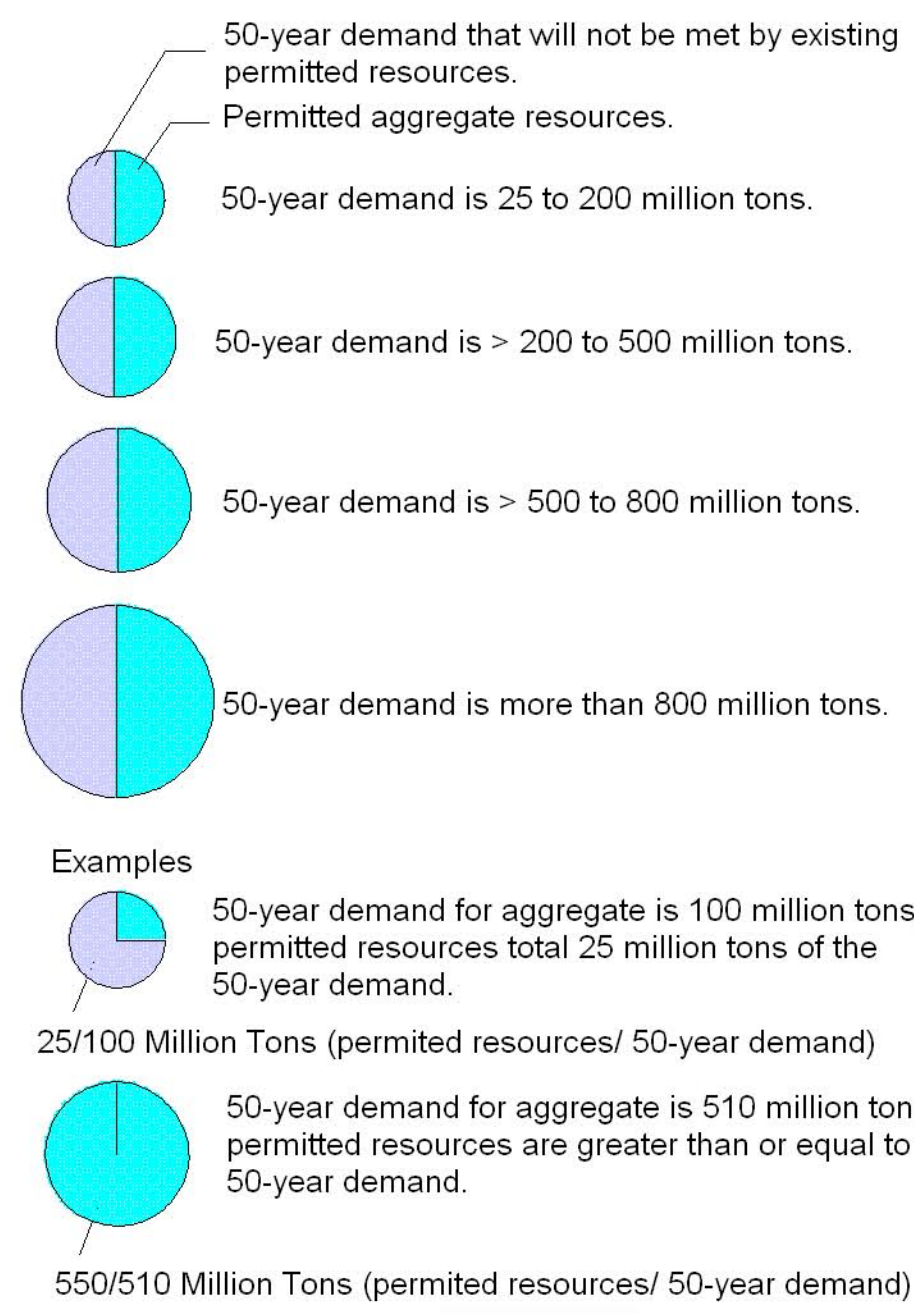 50-year demand that will not be met by existing
permitted resources.
Permitted aggregate resources.
50-year demand is 25 to 200 million tons.
50-year demand is > 200 to 500 million tons.
50-year demand is > 500 to 800 million tons.
50-year demand is more than 800 million tons.
Examples
50-year demand for aggregate is 100 million tons
permitted resources total 25 million tons of the
50-year demand.
25/100 Million Tons (permited resources/ 50-year demand)
50-year demand for aggregate is 510 million ton
permitted resources are greater than or equal to
50-year demand.
550/510 Million Tons (permited resources/ 50-year demand)